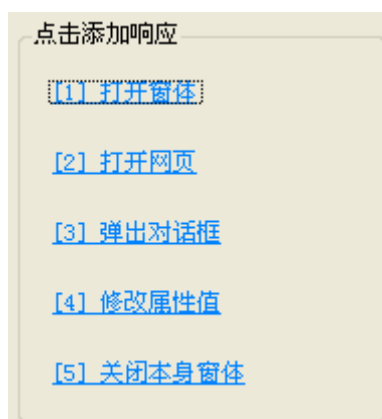 点击添加响应
[1] 打开窗体
[2] 打开网页
[3] 弹出对话框
[4] 修改属性值
[5] 关闭本身窗体